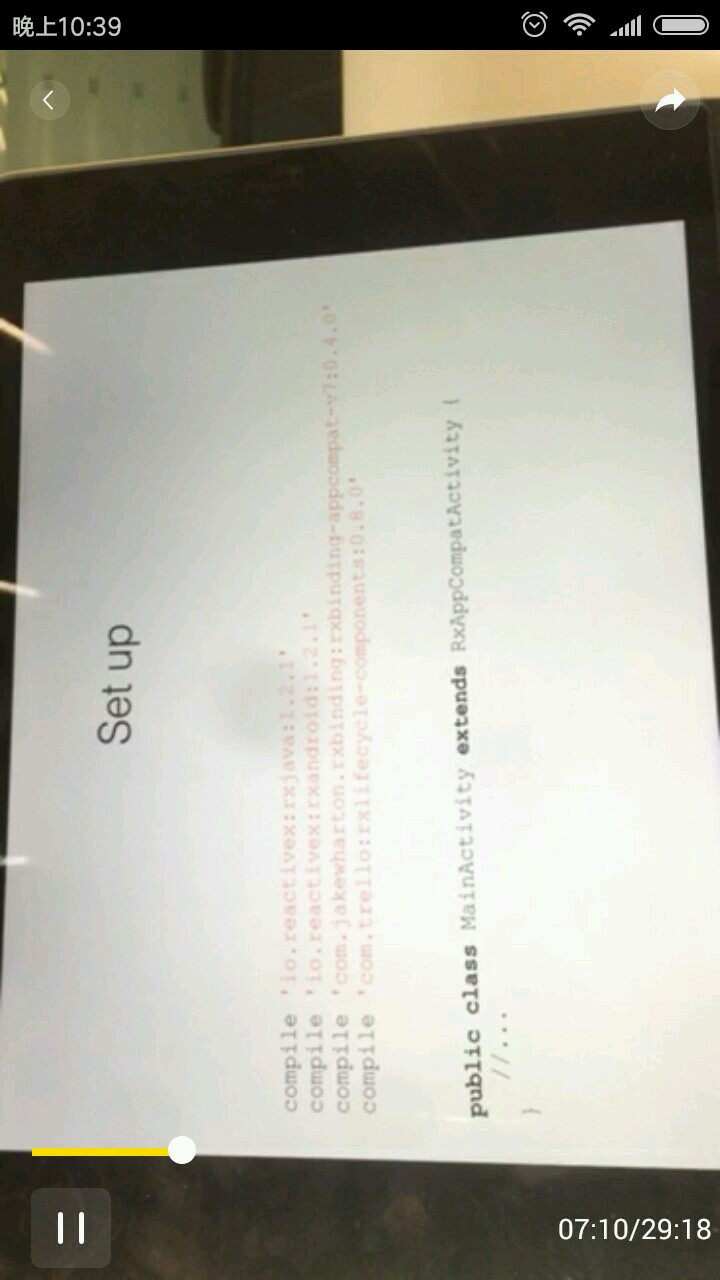 Set up
compile 'io.reactivex:rxjava:1.2.1'
compile 'io.reactivex:rxandroid:1.2.1'
compile 'com.jakewharton.rxbinding:rxbinding-appcompat-v7:0.4.0'
compile 'com.trello:rxlifecycle-components:0.8.0'
public class MainActivity extends RxAppCompatActivity {
//...
}
07:10/29:18
晚上10:39